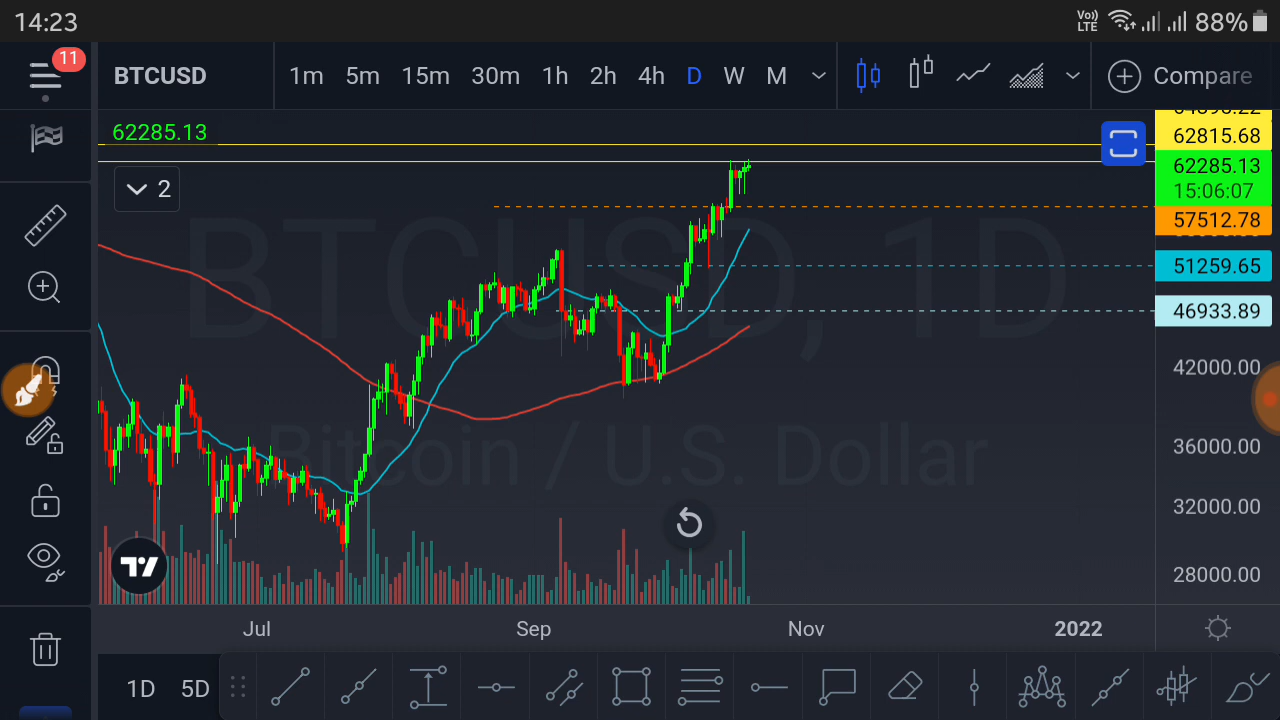 14:23
Vo)) LTE 88%
11
BTCUSD 1m 5m 15m 30m 1h 2h 4h D W M Compare
62285.13
2
BTCUSD, 1D
Bitcoin / U.S. Dollar
62815.68
62285.13
15:06:07
57512.78
51259.65
46933.89
42000.00
36000.00
32000.00
28000.00
Jul Sep Nov 2022
1D 5D